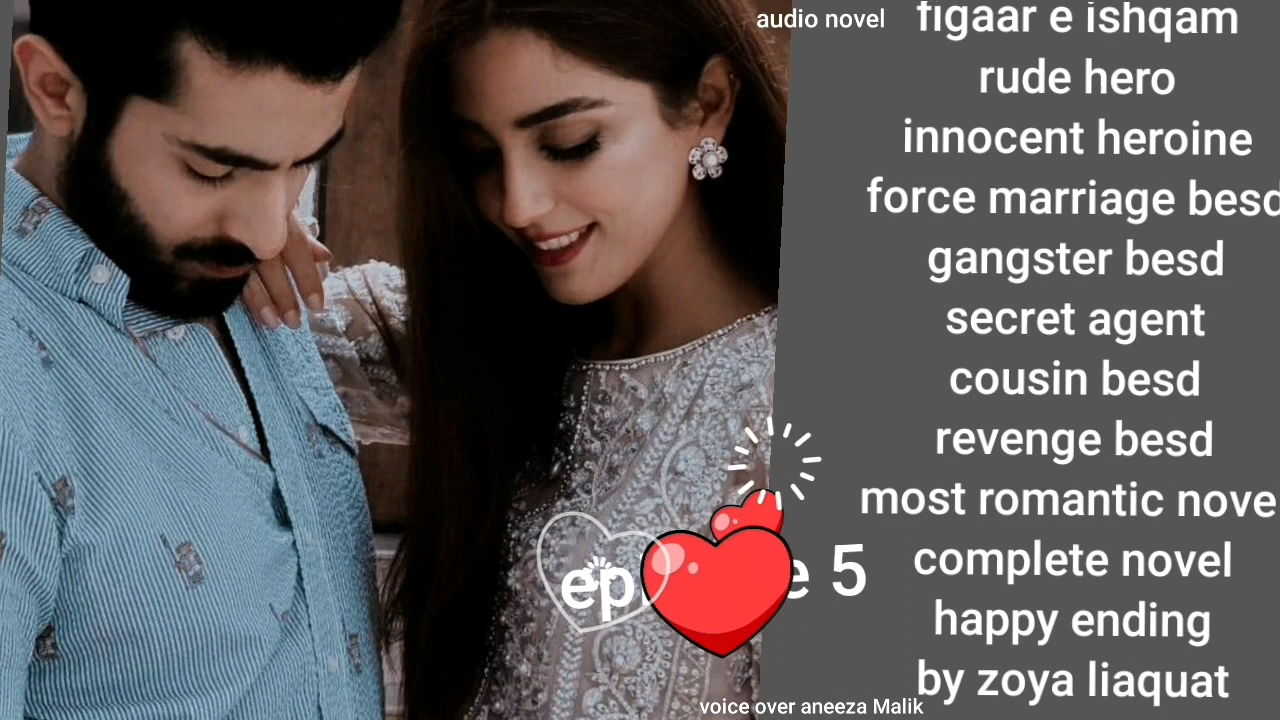 audio novel
figaar e ishqam
rude hero
innocent heroine
force marriage besd
gangster besd
secret agent
cousin besd
revenge besd
most romantic nove
complete novel
happy ending
by zoya liaquat
5
voice over aneeza Malik